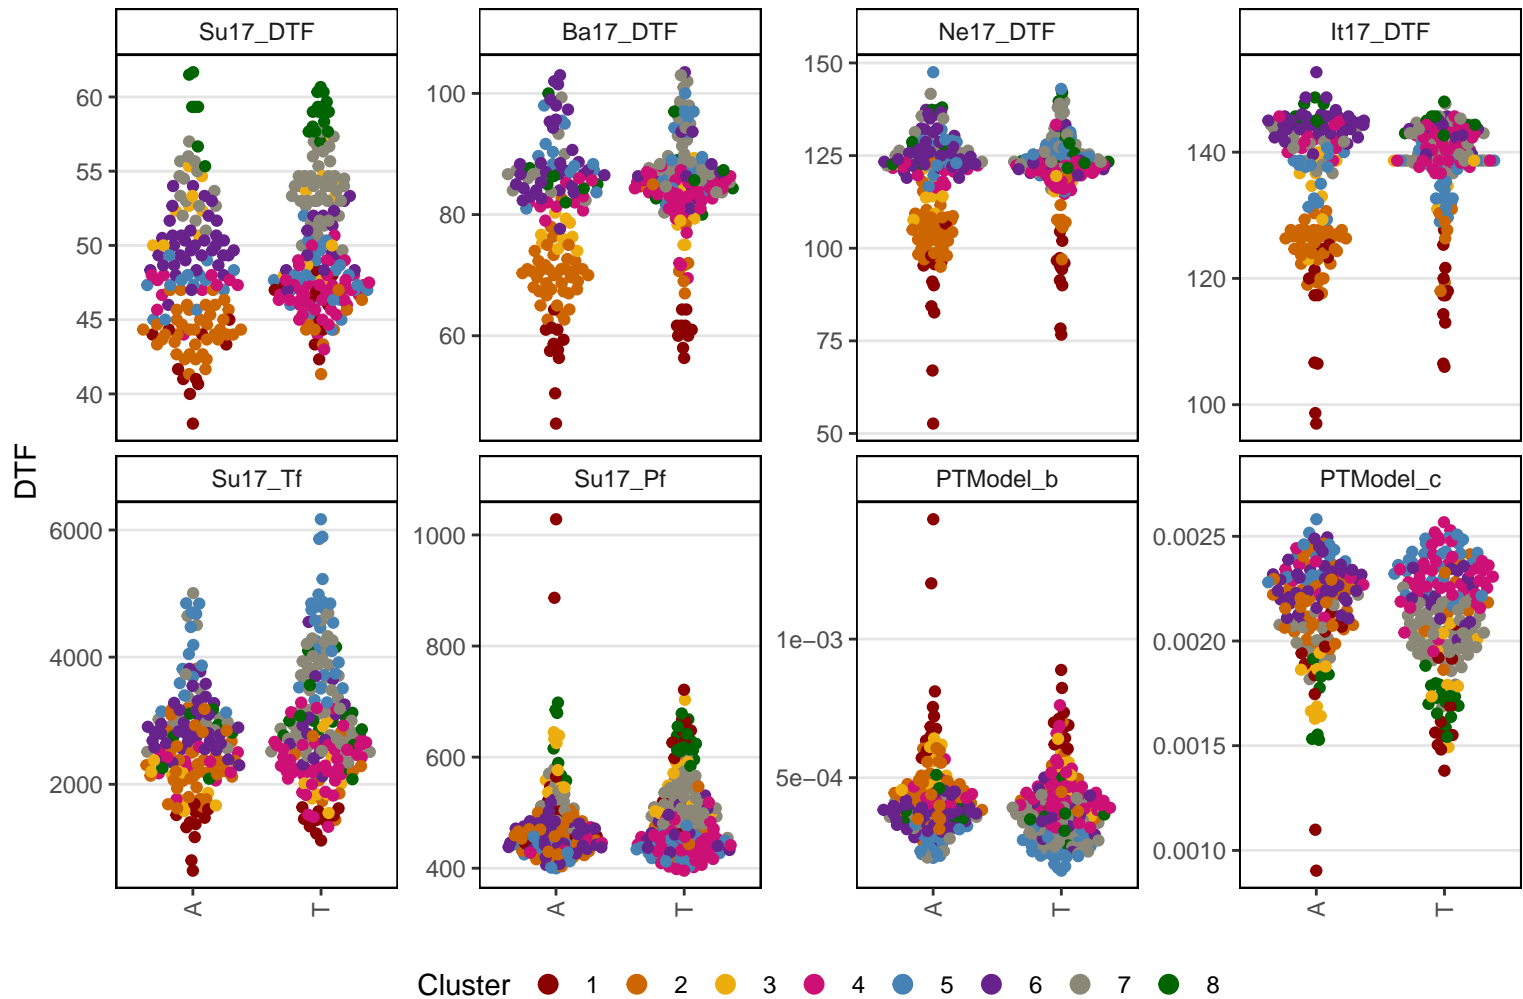 Su17_DTF
Ba17_DTF
Ne17_DTF
It17_DTF
60
55
50
45
40
100
80
60
150
125
100
75
50
140
120
100
DTF
Su17_Tf
Su17_Pf
PTModel_b
PTModel_c
6000
4000
2000
1000
800
600
400
1e−03
5e−04
0.0025
0.0020
0.0015
0.0010
A
T
A
T
A
T
A
T
Cluster 1 2 3 4 5 6 7 8